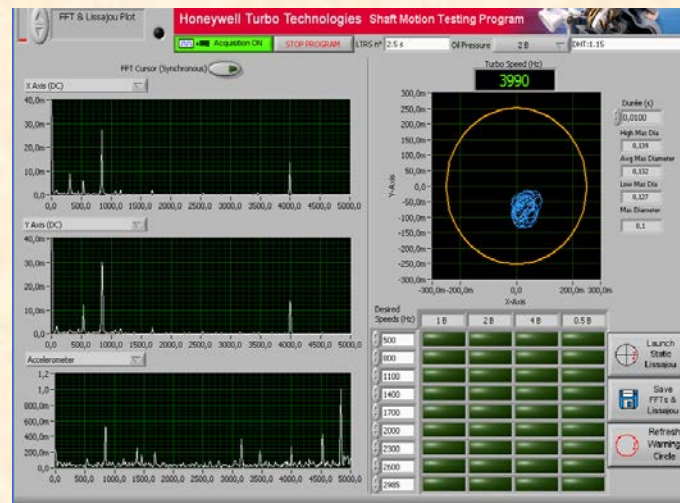 FFT & Lissajou Plot
Honeywell Turbo Technologies Shaft Motion Testing Program
Acquisition ON
STOP PROGRAM
LTRS n° 2.5 s
Oil Pressure
2 B
DHT:1.15
FFT Cursor (Synchronous)
X Axis (DC)
40,0m
30,0m
20,0m
10,0m
0,0
0,0 500,0 1000,0 1500,0 2000,0 2500,0 3000,0 3500,0 4000,0 4500,0 5000,0
Y Axis (DC)
40,0m
30,0m
20,0m
10,0m
0,0
0,0 500,0 1000,0 1500,0 2000,0 2500,0 3000,0 3500,0 4000,0 4500,0 5000,0
Accelerometer
1,2
1,0
800,0m
600,0m
400,0m
200,0m
0,0
0,0 500,0 1000,0 1500,0 2000,0 2500,0 3000,0 3500,0 4000,0 4500,0 5000,0
Turbo Speed (Hz)
3990
300,0m
250,0m
200,0m
150,0m
100,0m
50,0m
0,0
-50,0m
-100,0m
-150,0m
-200,0m
-250,0m
-300,0m
Y-Axis
-300,0m -200,0m 0,0 200,0m 300,0m
X-Axis
Durée (s)
0,0100
High Max Dia
0,139
Avg Max Diameter
0,132
Low Max Dia
0,127
Max Diameter
0,1
Desired
Speeds (Hz)
1 B
2 B
4 B
0.5 B
500
800
1100
1400
1700
2000
2300
2600
2985
Launch
Static
Lissajou
Save
FFTs &
Lissajou
Refresh
Warning
Circle